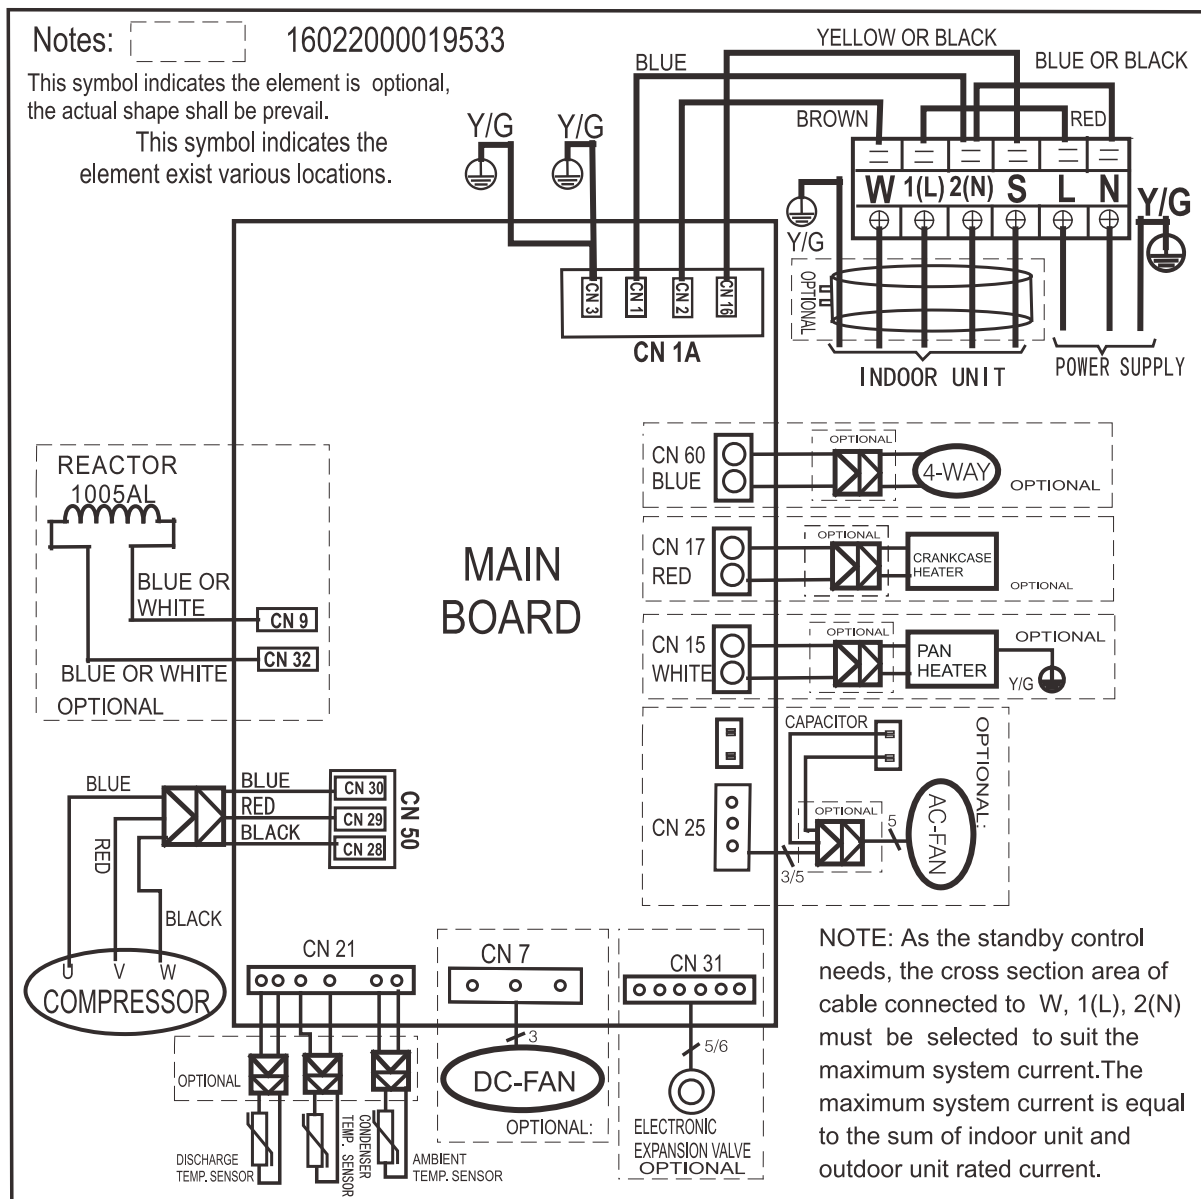 Notes: 16022000019533
This symbol indicates the element is optional,
the actual shape shall be prevail.
This symbol indicates the
element exist various locations.
YELLOW OR BLACK
BLUE
BLUE OR BLACK
BROWN
RED
Y/G
Y/G
W 1(L) 2(N) S L N
Y/G
Y/G
OPTIONAL
INDOOR UNIT
POWER SUPPLY
CN 3
CN 1
CN 2
CN 16
CN 1A
REACTOR
1005AL
BLUE OR
WHITE
CN 9
CN 32
BLUE OR WHITE
OPTIONAL
MAIN
BOARD
CN 60
BLUE
OPTIONAL
4-WAY
OPTIONAL
CN 17
RED
OPTIONAL
CRANKCASE
HEATER
OPTIONAL
CN 15
WHITE
OPTIONAL
PAN
HEATER
OPTIONAL
Y/G
CAPACITOR
OPTIONAL:
CN 25
OPTIONAL
3/5
5
AC-FAN
BLUE
RED
BLACK
BLUE
RED
BLACK
CN 30
CN 29
CN 28
CN 50
U V W
COMPRESSOR
CN 21
OPTIONAL
DISCHARGE
TEMP. SENSOR
CONDENSER
TEMP. SENSOR
AMBIENT
TEMP. SENSOR
CN 7
3
DC-FAN
OPTIONAL:
CN 31
5/6
ELECTRONIC
EXPANSION VALVE
OPTIONAL
NOTE: As the standby control
needs, the cross section area of
cable connected to W, 1(L), 2(N)
must be selected to suit the
maximum system current.The
maximum system current is equal
to the sum of indoor unit and
outdoor unit rated current.